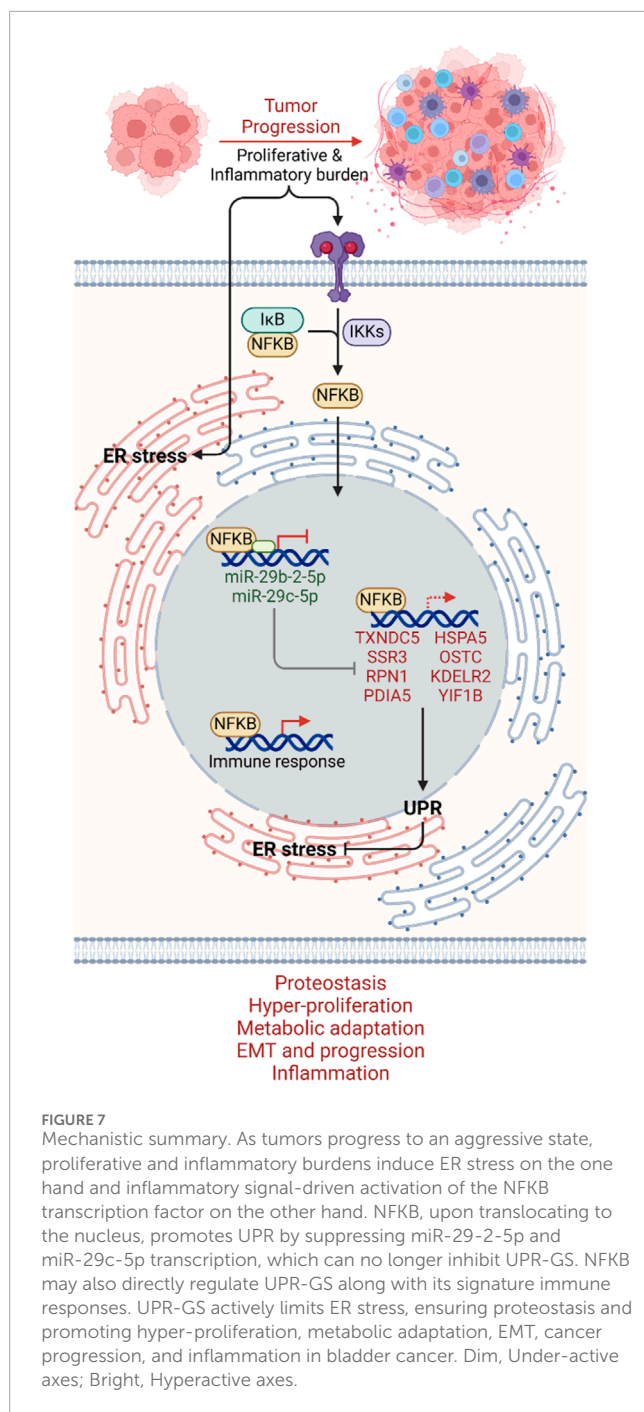 Tumor
Progression
Proliferative &
Inflammatory burden
IκB
NFKB
IKKs
NFKB
ER stress
NFKB
miR-29b-2-5p
miR-29c-5p
NFKB
TXNDC5 HSPA5
SSR3 OSTC
RPN1 KDELR2
PDIA5 YIF1B
NFKB
Immune response
UPR
ER stress
Proteostasis
Hyper-proliferation
Metabolic adaptation
EMT and progression
Inflammation
FIGURE 7
Mechanistic summary. As tumors progress to an aggressive state,
proliferative and inflammatory burdens induce ER stress on the one
hand and inflammatory signal-driven activation of the NFKB
transcription factor on the other hand. NFKB, upon translocating to
the nucleus, promotes UPR by suppressing miR-29-2-5p and
miR-29c-5p transcription, which can no longer inhibit UPR-GS. NFKB
may also directly regulate UPR-GS along with its signature immune
responses. UPR-GS actively limits ER stress, ensuring proteostasis and
promoting hyper-proliferation, metabolic adaptation, EMT, cancer
progression, and inflammation in bladder cancer. Dim, Under-active
axes; Bright, Hyperactive axes.